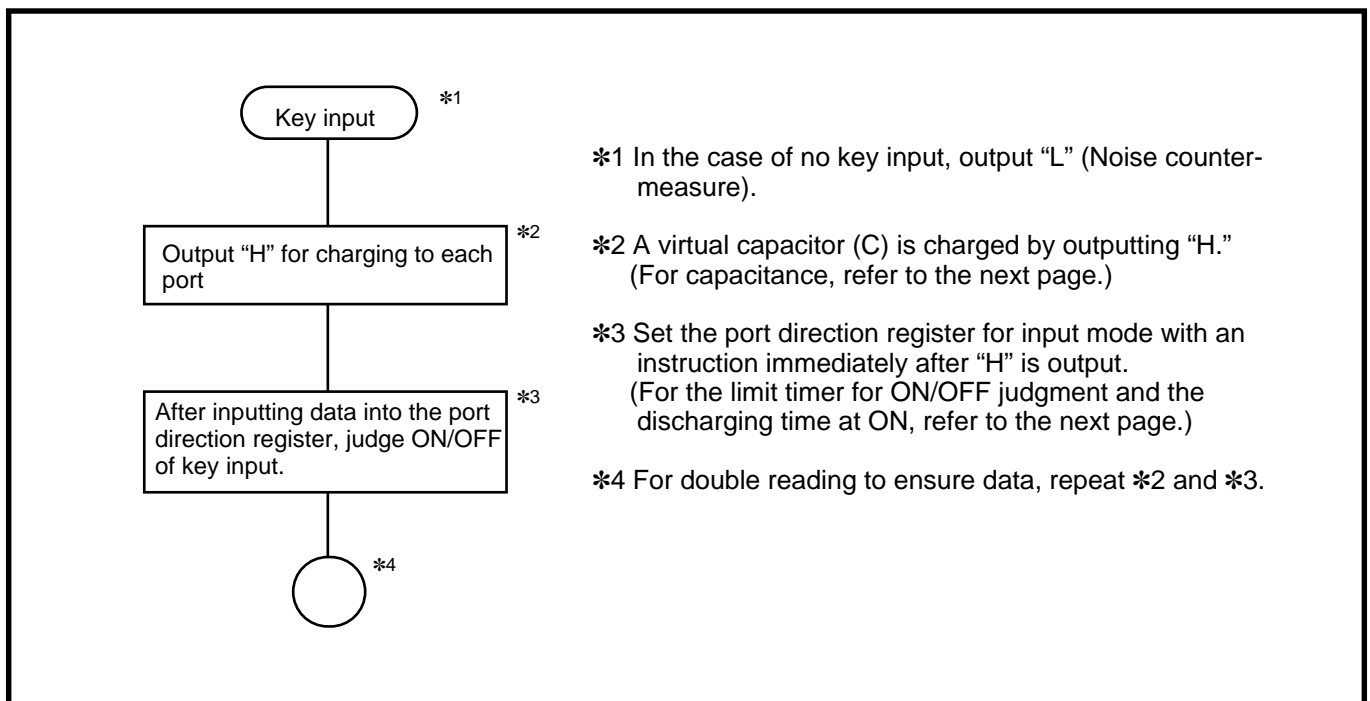 Key input
✽1
Output “H” for charging to each
port
✽2
After inputting data into the port
direction register, judge ON/OFF
of key input.
✽3
✽4
✽1 In the case of no key input, output “L” (Noise counter-
measure).
✽2 A virtual capacitor (C) is charged by outputting “H.”
(For capacitance, refer to the next page.)
✽3 Set the port direction register for input mode with an
instruction immediately after “H” is output.
(For the limit timer for ON/OFF judgment and the
discharging time at ON, refer to the next page.)
✽4 For double reading to ensure data, repeat ✽2 and ✽3.